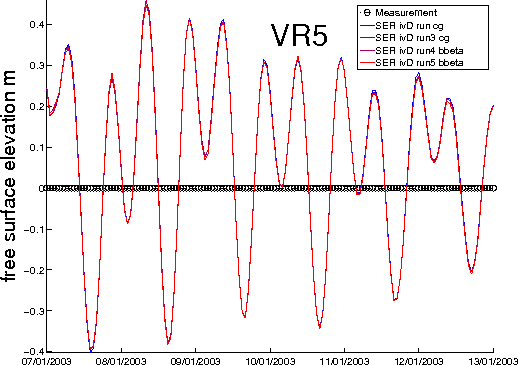 VR5
Measurement
SER ivD run cg
SER ivD run3 cg
SER ivD run4 bbeta
SER ivD run5 bbeta
free surface elevation m
0.4
0.3
0.2
0.1
0
-0.1
-0.2
-0.3
-0.4
07/01/2003 08/01/2003 09/01/2003 10/01/2003 11/01/2003 12/01/2003 13/01/2003